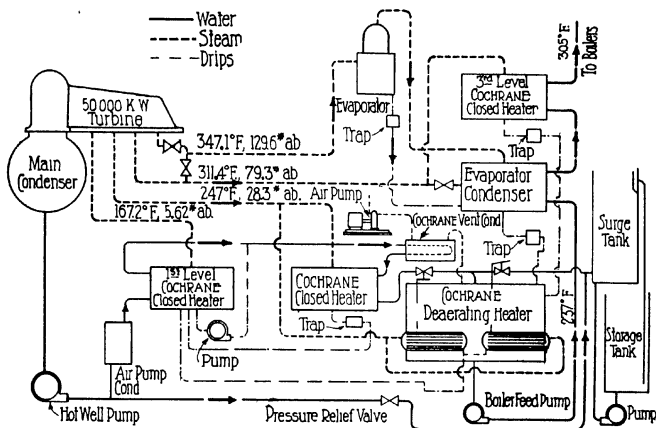 Water
Steam
Drips
50000 KW
Turbine
Main
Condenser
347.1°F, 129.6# ab
311.4°F, 79.3# ab
247°F, 28.3# ab.
167.2°F, 5.62# ab.
Evaporator
Trap
3rd Level
COCHRANE
Closed Heater
305°F
To Boilers
Trap
Evaporator
Condenser
Air Pump
COCHRANE Vent Cond
Trap
Surge
Tank
1st Level
COCHRANE
Closed Heater
COCHRANE
Closed Heater
COCHRANE
Deaerating Heater
237°F
Trap
Pump
Storage
Tank
Air Pump
Cond
Hot Well Pump
Pressure Relief Valve
Boiler Feed Pump
Pump